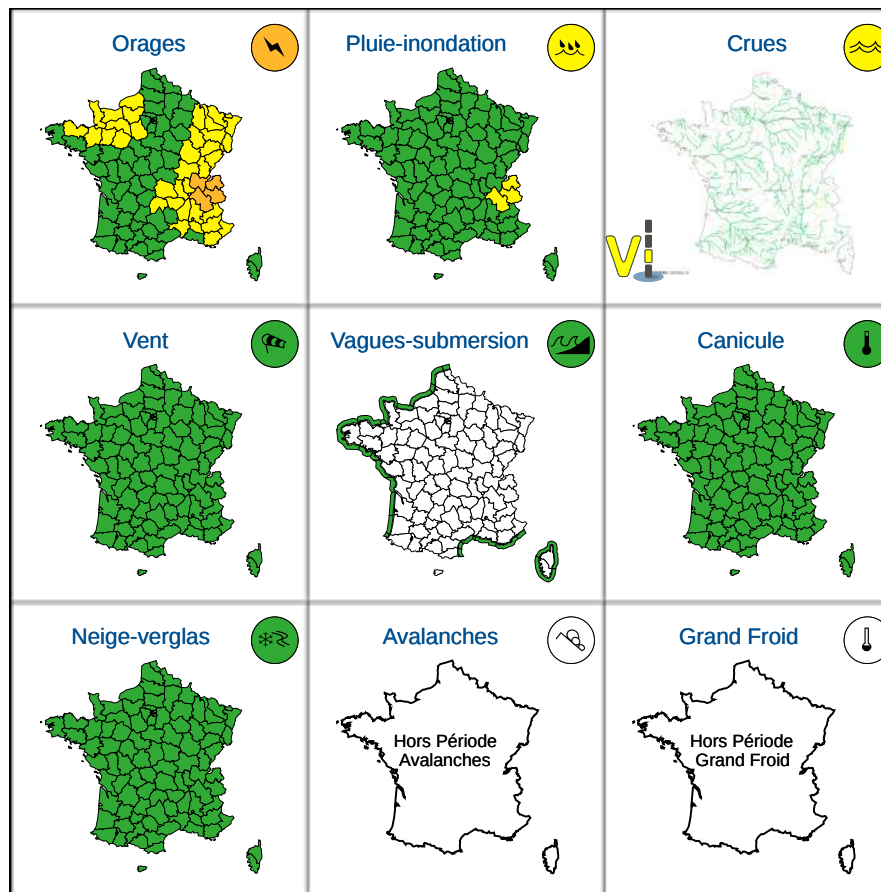 Orages
Pluie-inondation
Crues
Vent
Vagues-submersion
Canicule
Neige-verglas
Avalanches
Hors Période
Avalanches
Grand Froid
Hors Période
Grand Froid